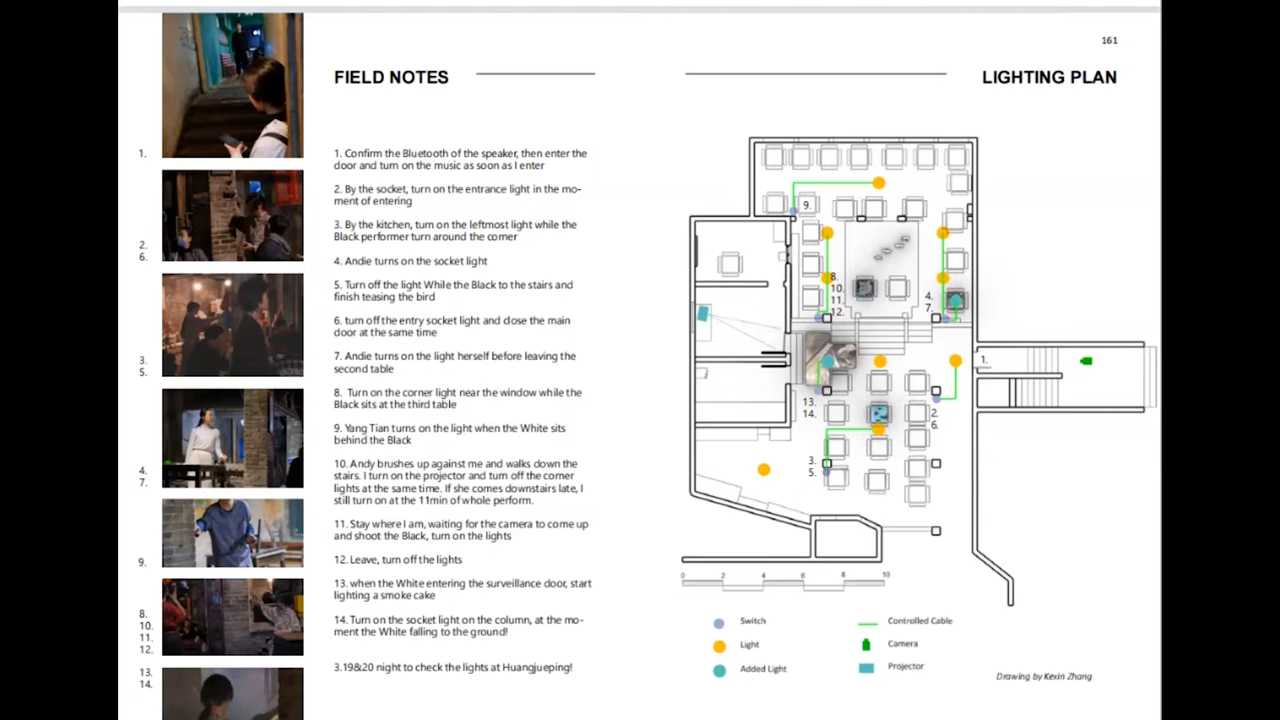 161
FIELD NOTES
LIGHTING PLAN
1.
2.
6.
3.
5.
4.
7.
9.
8.
10.
11.
12.
13.
14.
1. Confirm the Bluetooth of the speaker, then enter the
door and turn on the music as soon as I enter
2. By the socket, turn on the entrance light in the mo-
ment of entering
3. By the kitchen, turn on the leftmost light while the
Black performer turn around the corner
4. Andie turns on the socket light
5. Turn off the light While the Black to the stairs and
finish teasing the bird
6. turn off the entry socket light and close the main
door at the same time
7. Andie turns on the light herself before leaving the
second table
8. Turn on the corner light near the window while the
Black sits at the third table
9. Yang Tian turns on the light when the White sits
behind the Black
10. Andy brushes up against me and walks down the
stairs. I turn on the projector and turn off the corner
lights at the same time. If she comes downstairs late, I
still turn on at the 11min of whole perform.
11. Stay where I am, waiting for the camera to come up
and shoot the Black, turn on the lights
12. Leave, turn off the lights
13. when the White entering the surveillance door, start
lighting a smoke cake
14. Turn on the socket light on the column, at the mo-
ment the White falling to the ground!
3.19&20 night to check the lights at Huangjueping!
9.
8.
10.
11.
12.
4.
7.
1.
13.
14.
2.
6.
3.
5.
0 2 4 6 8 10
Switch
Light
Added Light
Controlled Cable
Camera
Projector
Drawing by Kexin Zhang